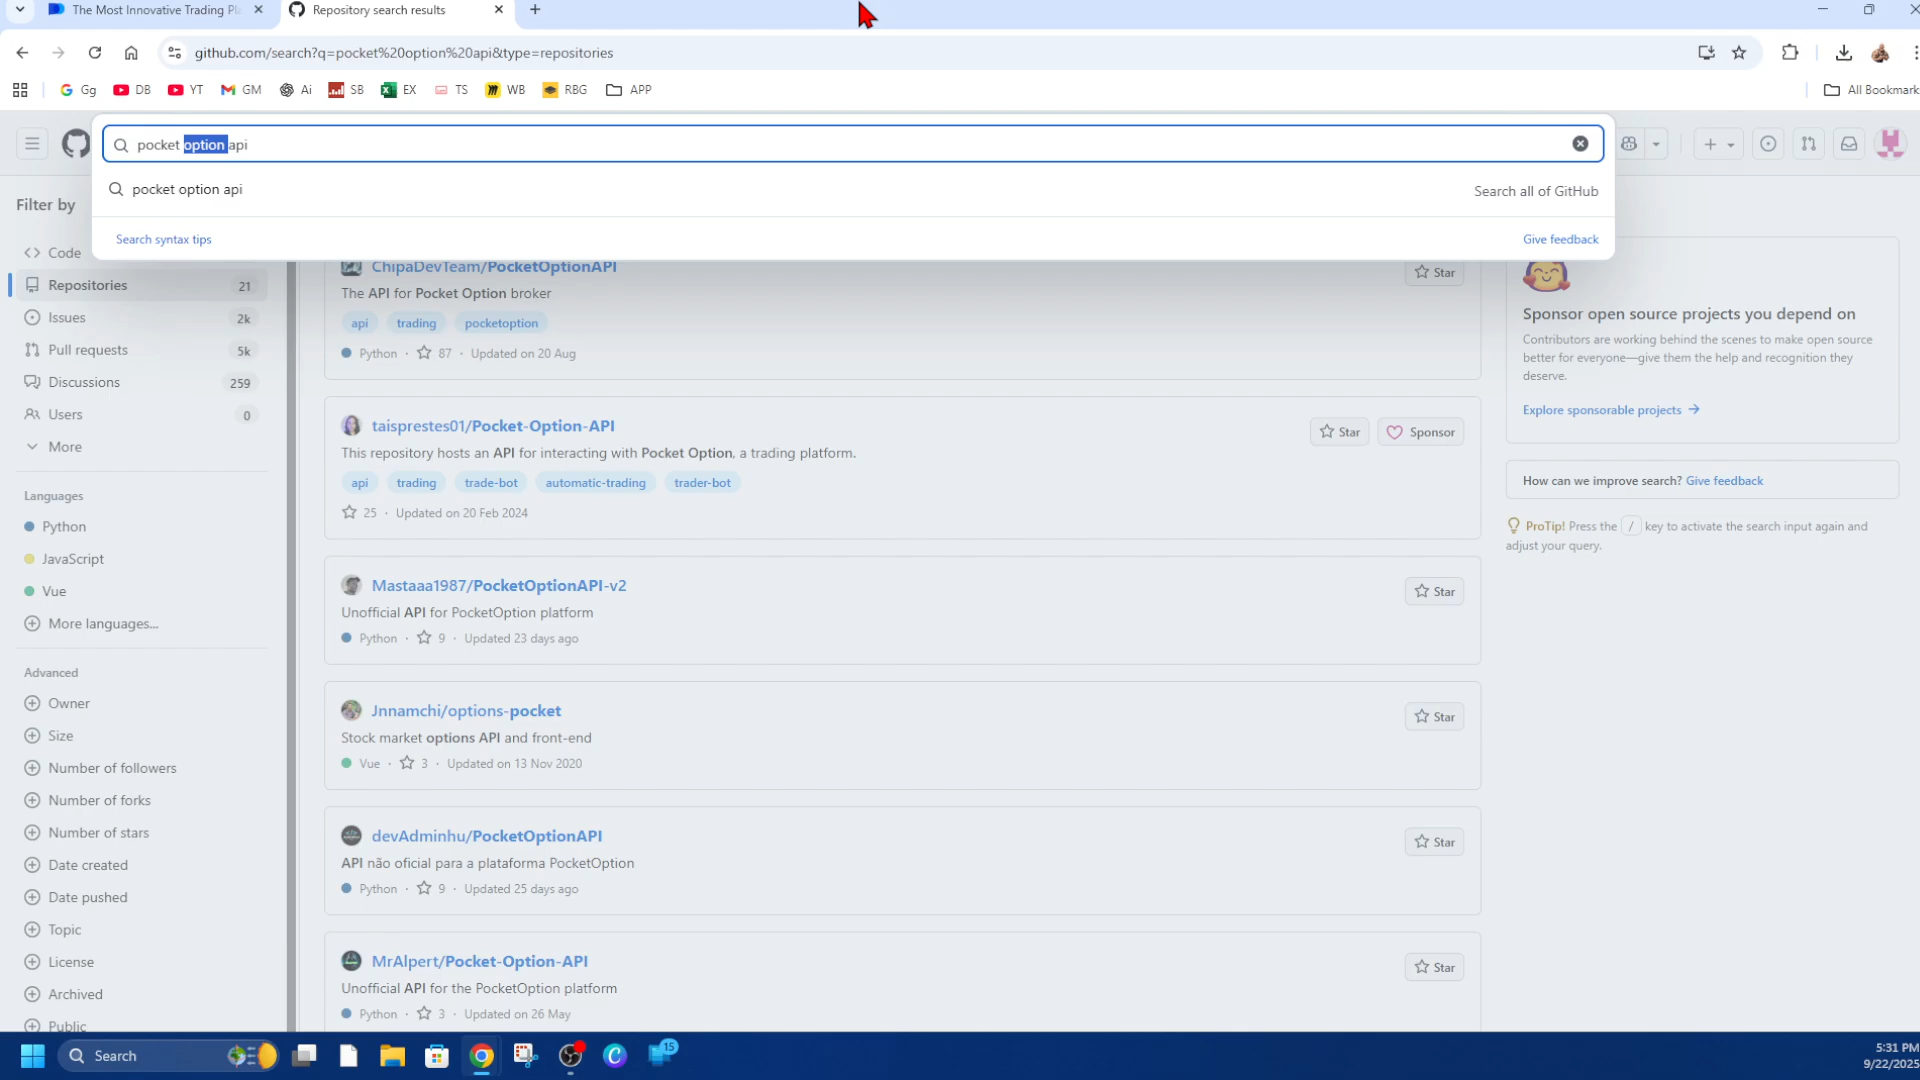 The Most Innovative Trading Pl
Repository search results
github.com/search?q=pocket%20option%20api&type=repositories
Gg
DB
YT
GM
Ai
SB
EX
TS
WB
RBG
APP
All Bookmark
pocket option api
pocket option api
Search all of GitHub
Search syntax tips
Give feedback
Filter by
Code
Repositories 21
Issues 2k
Pull requests 5k
Discussions 259
Users 0
More
Languages
Python
JavaScript
Vue
More languages...
Advanced
Owner
Size
Number of followers
Number of forks
Number of stars
Date created
Date pushed
Topic
License
Archived
Public
ChipaDevTeam/PocketOptionAPI
Star
The API for Pocket Option broker
api trading pocketoption
Python · 87 · Updated on 20 Aug
taisprestes01/Pocket-Option-API
Star
Sponsor
This repository hosts an API for interacting with Pocket Option, a trading platform.
api trading trade-bot automatic-trading trader-bot
25 · Updated on 20 Feb 2024
Mastaaa1987/PocketOptionAPI-v2
Star
Unofficial API for PocketOption platform
Python · 9 · Updated 23 days ago
Jnnamchi/options-pocket
Star
Stock market options API and front-end
Vue · 3 · Updated on 13 Nov 2020
devAdminhu/PocketOptionAPI
Star
API não oficial para a plataforma PocketOption
Python · 9 · Updated 25 days ago
MrAlpert/Pocket-Option-API
Star
Unofficial API for the PocketOption platform
Python · 3 · Updated on 26 May
Sponsor open source projects you depend on
Contributors are working behind the scenes to make open source
better for everyone—give them the help and recognition they
deserve.
Explore sponsorable projects →
How can we improve search? Give feedback
ProTip! Press the / key to activate the search input again and
adjust your query.
Search
15
5:31 PM
9/22/2025